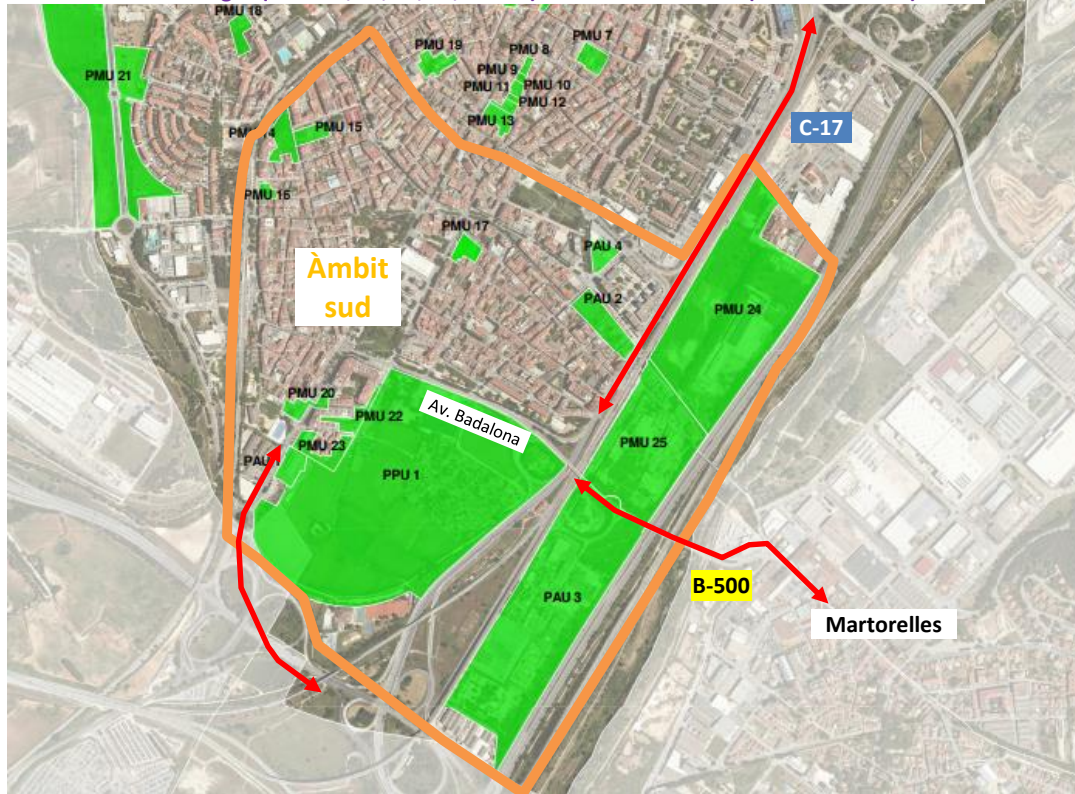 PMU 18
PMU 19
PMU 8
PMU 7
PMU 21
PMU 9
PMU 11
PMU 10
PMU 12
PMU 13
C-17
PMU 15
PMU 16
PMU 17
PAU 4
Àmbit
sud
PAU 2
PMU 24
PMU 20
PMU 22
Av. Badalona
PMU 23
PMU 25
PPU 1
B-500
PAU 3
Martorelles